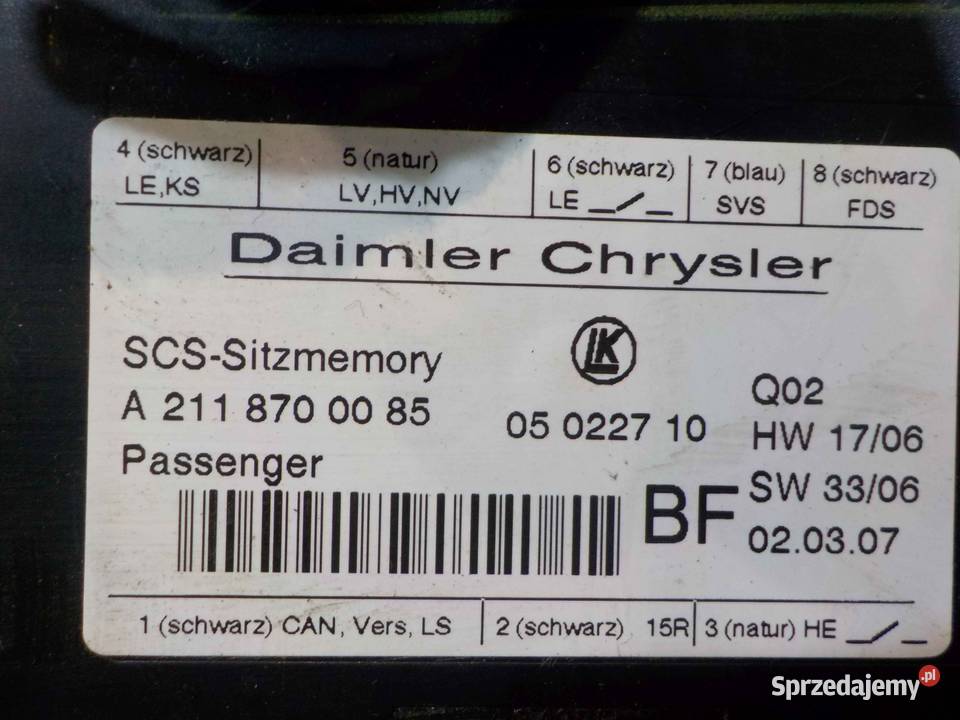 4 (schwarz) 5 (natur) 6 (schwarz) 7 (blau) 8 (schwarz)
LE,KS LV,HV,NV LE SVS FDS
Daimler Chrysler
LK
SCS-Sitzmemory
A 211 870 00 85 05 0227 10
Passenger
Q02
HW 17/06
BF SW 33/06
02.03.07
1 (schwarz) CAN, Vers, LS 2 (schwarz) 15R 3 (natur) HE
Sprzedajemy.pl